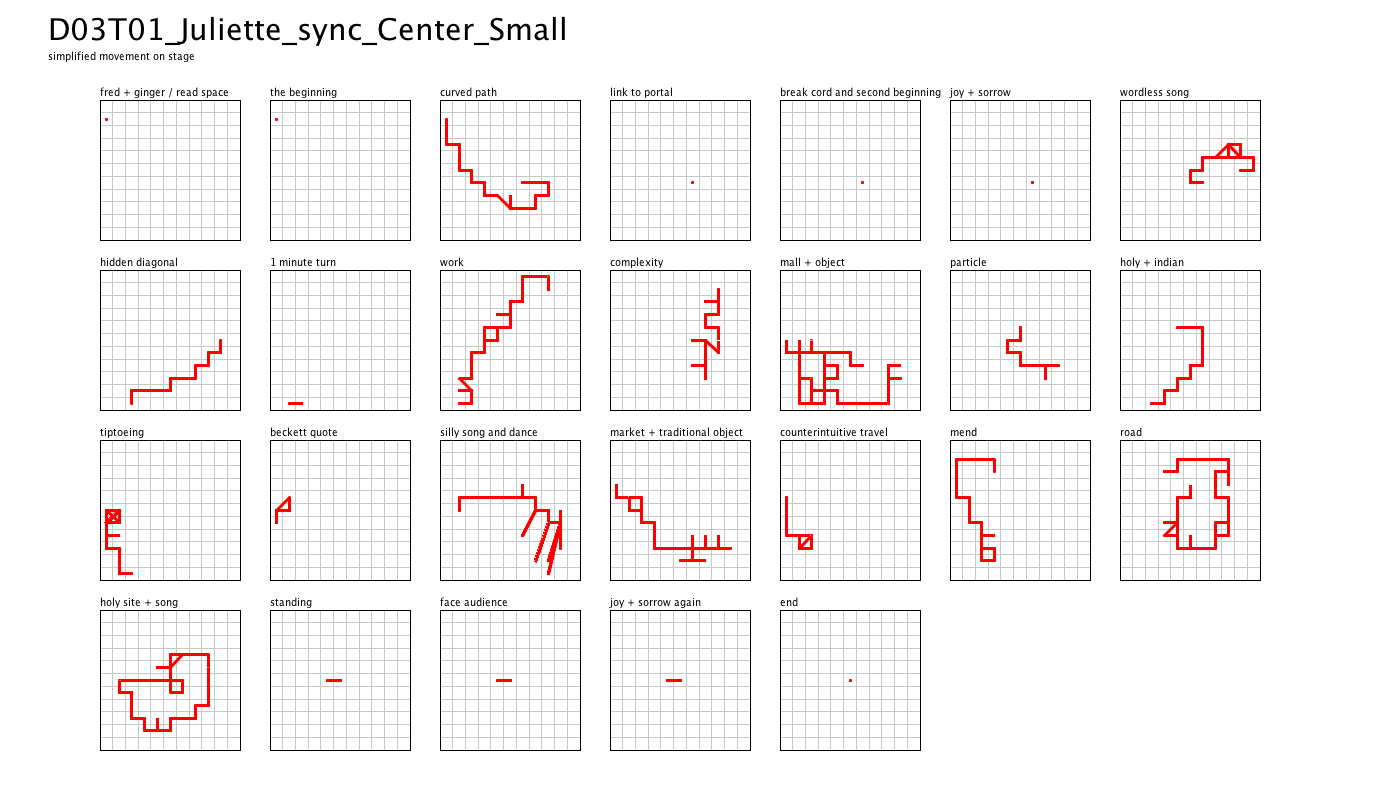 D03T01_Juliette_sync_Center_Small
simplified movement on stage
fred + ginger / read space
the beginning
curved path
link to portal
break cord and second beginning
joy + sorrow
wordless song
hidden diagonal
1 minute turn
work
complexity
mall + object
particle
holy + indian
tiptoeing
beckett quote
silly song and dance
market + traditional object
counterintuitive travel
mend
road
holy site + song
standing
face audience
joy + sorrow again
end